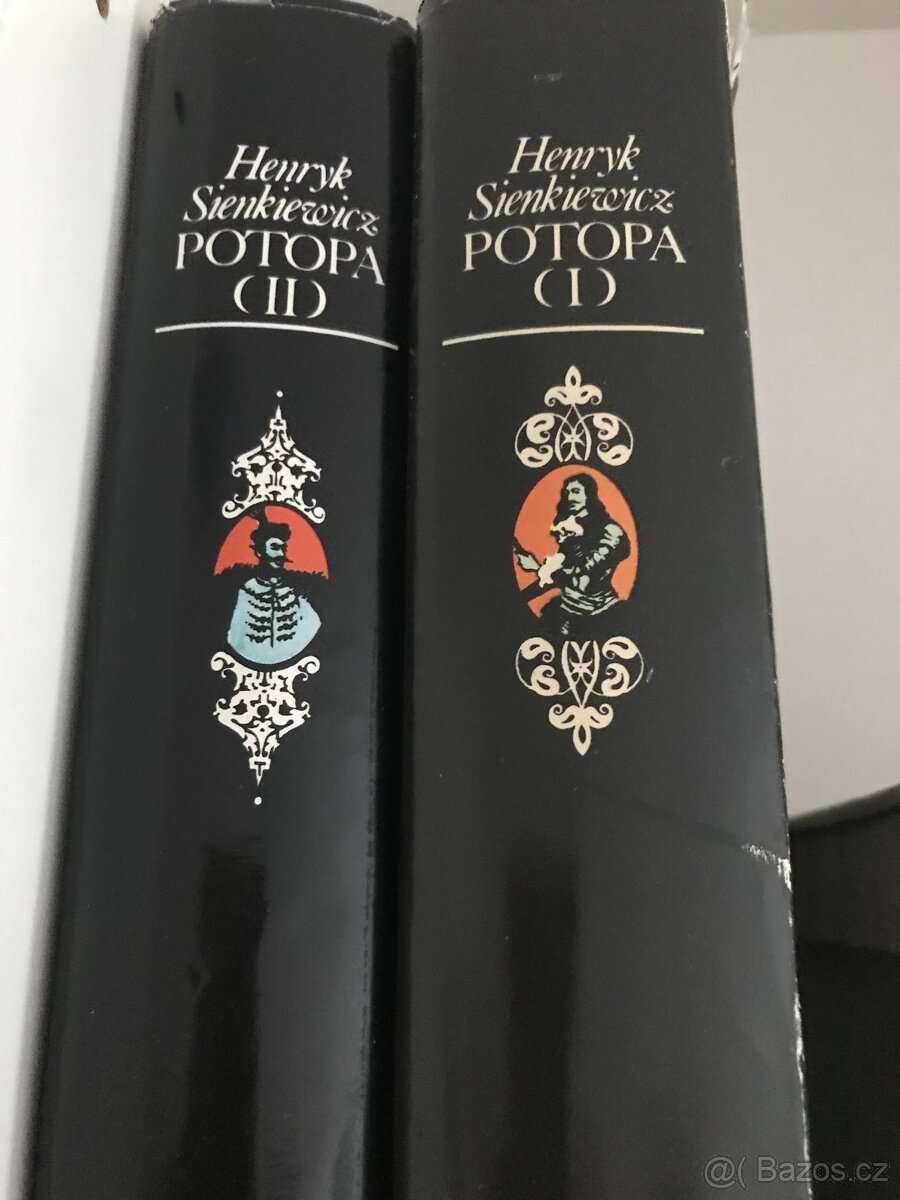 Henryk
Sienkiewicz
POTOPA
(II)
Henryk
Sienkiewicz
POTOPA
(I)
@( Bazos.cz